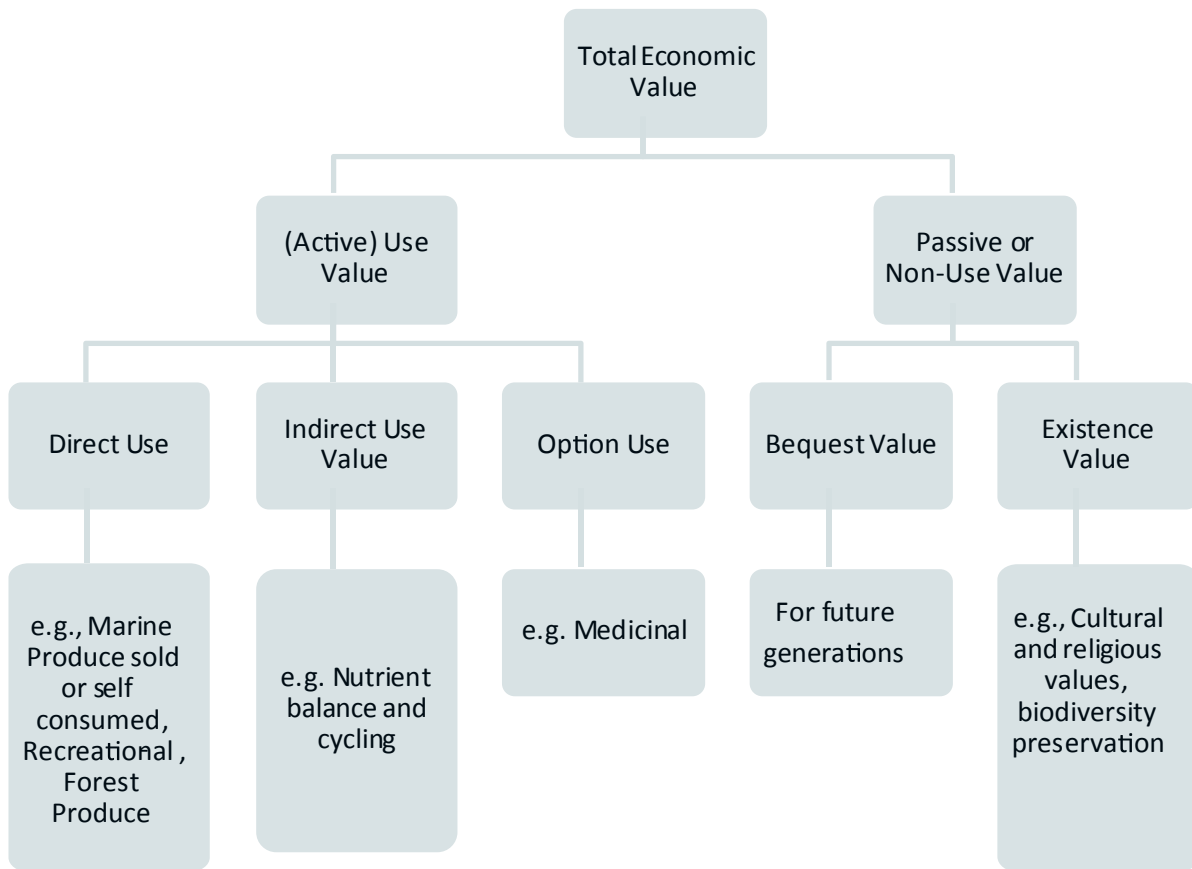 Total Economic
Value
(Active) Use
Value
Passive or
Non-Use Value
Direct Use
Indirect Use
Value
Option Use
Bequest Value
Existence
Value
e.g., Marine
Produce sold
or self
consumed,
Recreational ,
Forest
Produce
e.g. Nutrient
balance and
cycling
e.g. Medicinal
For future
generations
e.g., Cultural
and religious
values,
biodiversity
preservation